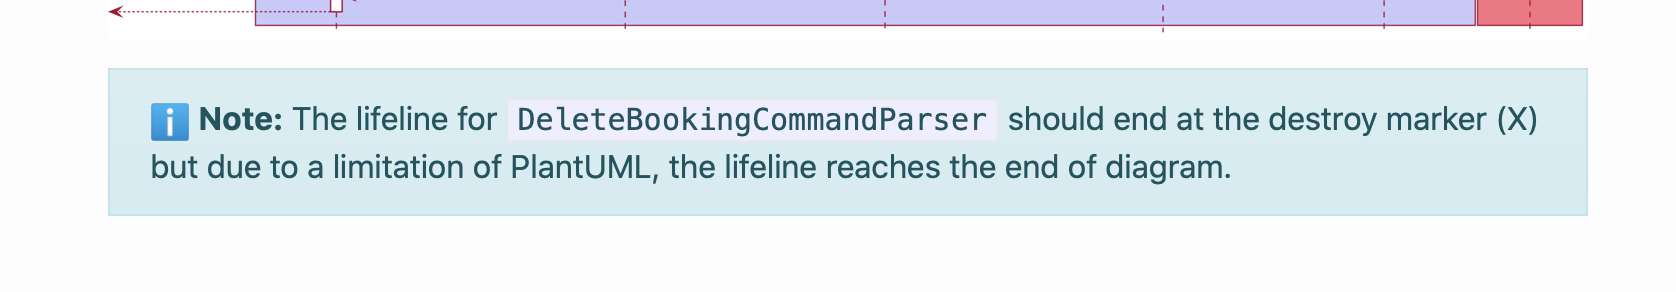 ℹ️ Note: The lifeline for DeleteBookingCommandParser should end at the destroy marker (X)
but due to a limitation of PlantUML, the lifeline reaches the end of diagram.